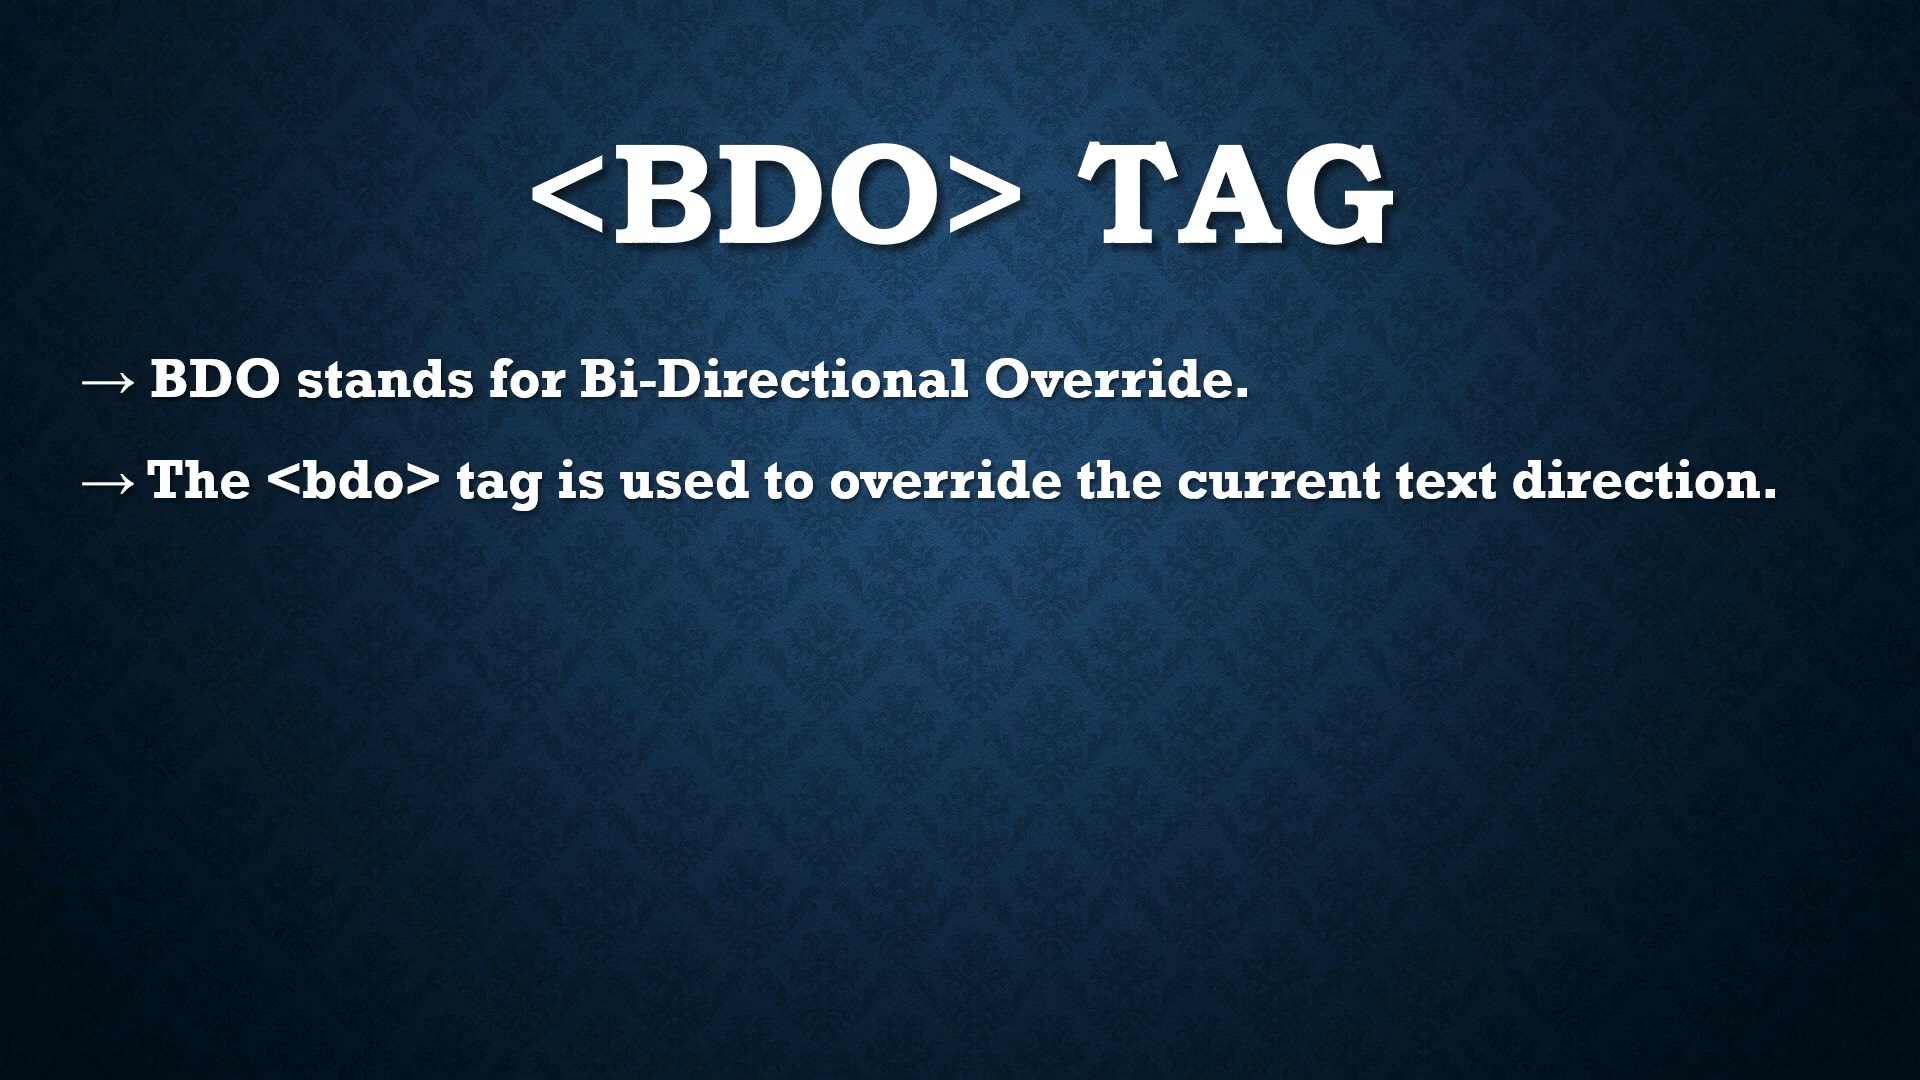 <BDO> TAG
→ BDO stands for Bi-Directional Override.
→ The <bdo> tag is used to override the current text direction.